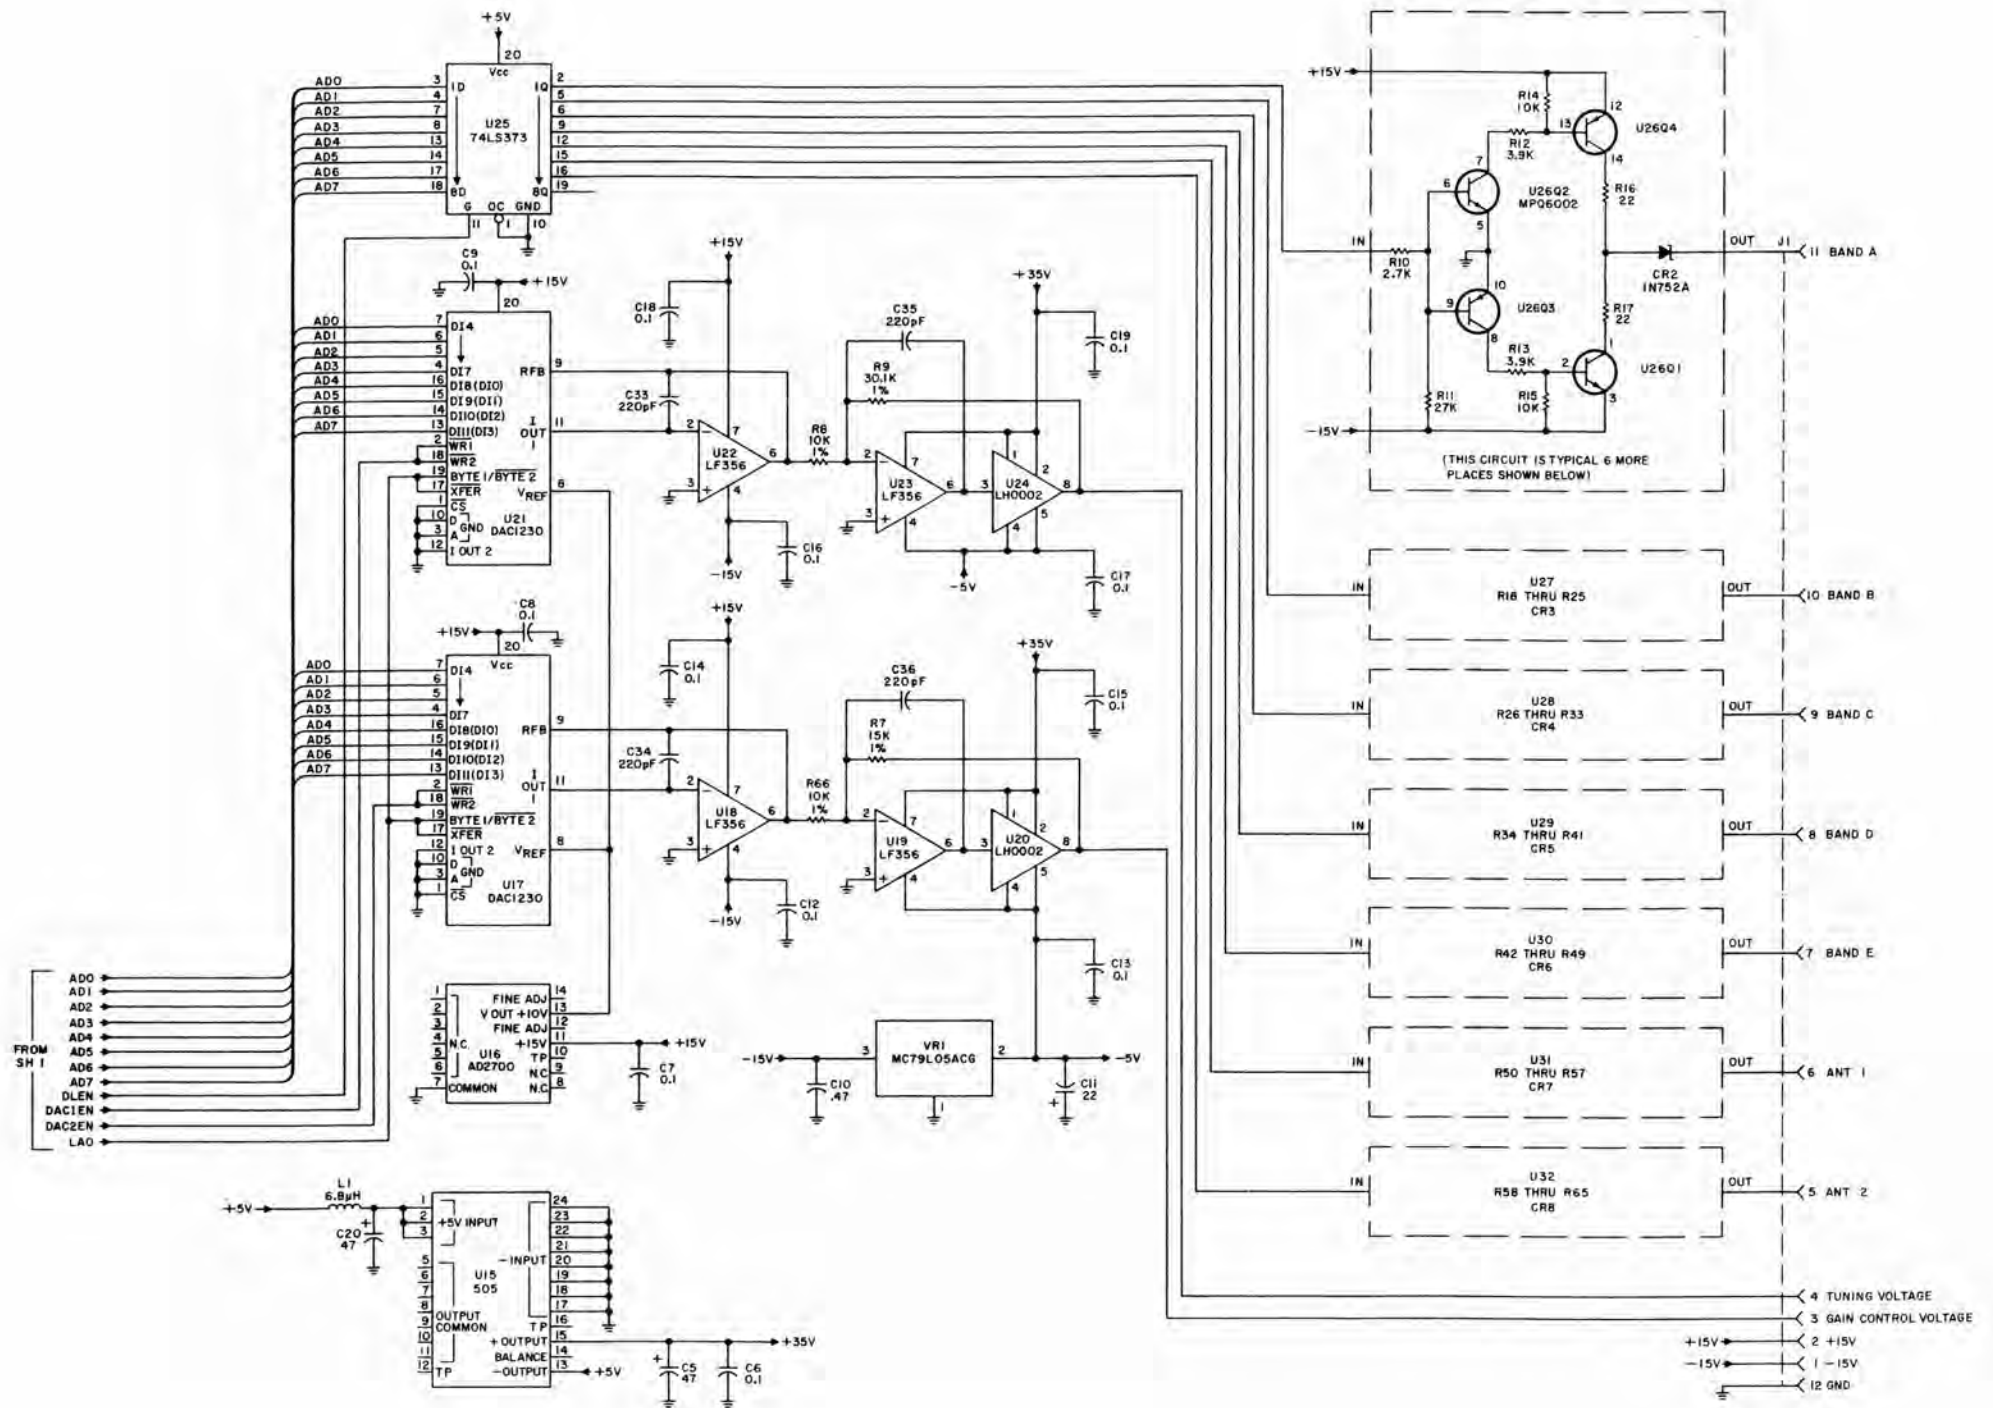 +5V
20
Vcc
AD0 3 1D 1Q 2
AD1 4 5
AD2 7 6
AD3 8 U25 9
AD4 13 74LS373 12
AD5 14 15
AD6 17 16
AD7 18 8D 8Q 19
G OC GND
11 1 10
C9
0.1
+15V
20
AD0 7 DI4
AD1 6
AD2 5
AD3 4 DI7 RFB 9
AD4 16 DI8(DI0)
AD5 15 DI9(DI1)
AD6 14 DI10(DI2) I
AD7 13 DI11(DI3) OUT 11
2 WR1 1
18 WR2
19 BYTE 1/BYTE 2
17 XFER VREF 8
1 CS
10 D U21
3 A GND DAC1230
12 I OUT 2
+15V
C18
0.1
C33
220pF
2 −
7
U22
LF356
6
3 +
4
C16
0.1
−15V
R8
10K
1%
C35
220pF
R9
30.1K
1%
2 −
7
U23
LF356
6
3 +
4
+35V
C19
0.1
1
2
3 U24 8
LH0002
5
4
−5V
C17
0.1
C8
0.1
+15V
20
Vcc
AD0 7 DI4
AD1 6
AD2 5
AD3 4 DI7
AD4 16 DI8(DI0) RFB 9
AD5 15 DI9(DI1)
AD6 14 DI10(DI2) I
AD7 13 DI11(DI3) OUT 11
2 WR1 1
18 WR2
19 BYTE 1/BYTE 2
17 XFER
12 I OUT 2 VREF 8
10 D
3 A GND
1 CS U17
DAC1230
+15V
C14
0.1
C34
220pF
2 −
7
U18
LF356
6
3 +
4
C12
0.1
−15V
R66
10K
1%
C36
220pF
R7
15K
1%
2 −
7
U19
LF356
6
3 +
4
+35V
C15
0.1
1
2
3 U20 8
LH0002
5
4
C13
0.1
FROM
SH 1
AD0
AD1
AD2
AD3
AD4
AD5
AD6
AD7
DLEN
DAC1EN
DAC2EN
LA0
1 FINE ADJ 14
2 V OUT +10V 13
3 FINE ADJ 12
4 N.C. +15V 11 +15V
5 U16 TP 10
6 AD2700 N.C 9
7 COMMON N.C 8
C7
0.1
−15V
3 VR1 2
MC79L05ACG
1
C10
.47
C11
22
+
−5V
+5V
L1
6.8µH
+
C20
47
1 24
2 +5V INPUT 23
3 22
21
5 −INPUT 20
6 U15 19
7 505 18
8 17
9 OUTPUT TP 16
10 COMMON + OUTPUT 15
11 BALANCE 14
12 TP −OUTPUT 13 +5V
+35V
+
C5
47
C6
0.1
+15V
R14
10K
12
13
U26Q4
R12
3.9K
14
7
6
U26Q2
MPQ6002
5
R16
22
IN
R10
2.7K
10
9
U26Q3
8
CR2
1N752A
OUT
J1
11 BAND A
R17
22
R13
3.9K
2
1
U26Q1
3
R11
27K
R15
10K
−15V
(THIS CIRCUIT IS TYPICAL 6 MORE
PLACES SHOWN BELOW)
IN
U27
R18 THRU R25
CR3
OUT
10 BAND B
IN
U28
R26 THRU R33
CR4
OUT
9 BAND C
IN
U29
R34 THRU R41
CR5
OUT
8 BAND D
IN
U30
R42 THRU R49
CR6
OUT
7 BAND E
IN
U31
R50 THRU R57
CR7
OUT
6 ANT 1
IN
U32
R58 THRU R65
CR8
OUT
5 ANT 2
4 TUNING VOLTAGE
3 GAIN CONTROL VOLTAGE
+15V 2 +15V
−15V 1 −15V
12 GND